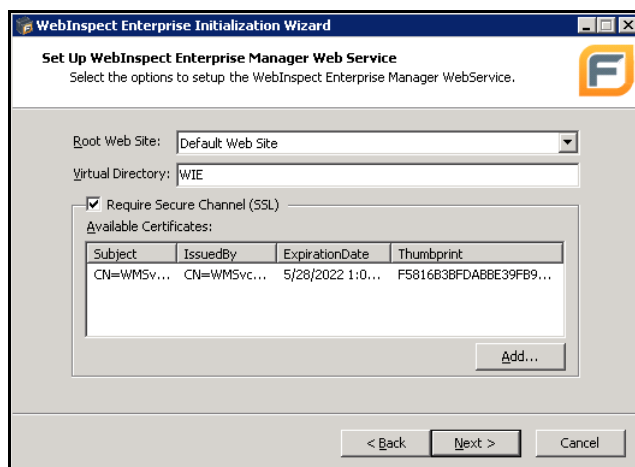 WebInspect Enterprise Initialization Wizard
Set Up WebInspect Enterprise Manager Web Service
Select the options to setup the WebInspect Enterprise Manager WebService.
F
Root Web Site: Default Web Site
Virtual Directory: WIE
Require Secure Channel (SSL)
Available Certificates:
Subject IssuedBy ExpirationDate Thumbprint
CN=WMSv... CN=WMSvc... 5/28/2022 1:0... F5816B3BFDABBE39FB9...
Add...
< Back Next > Cancel